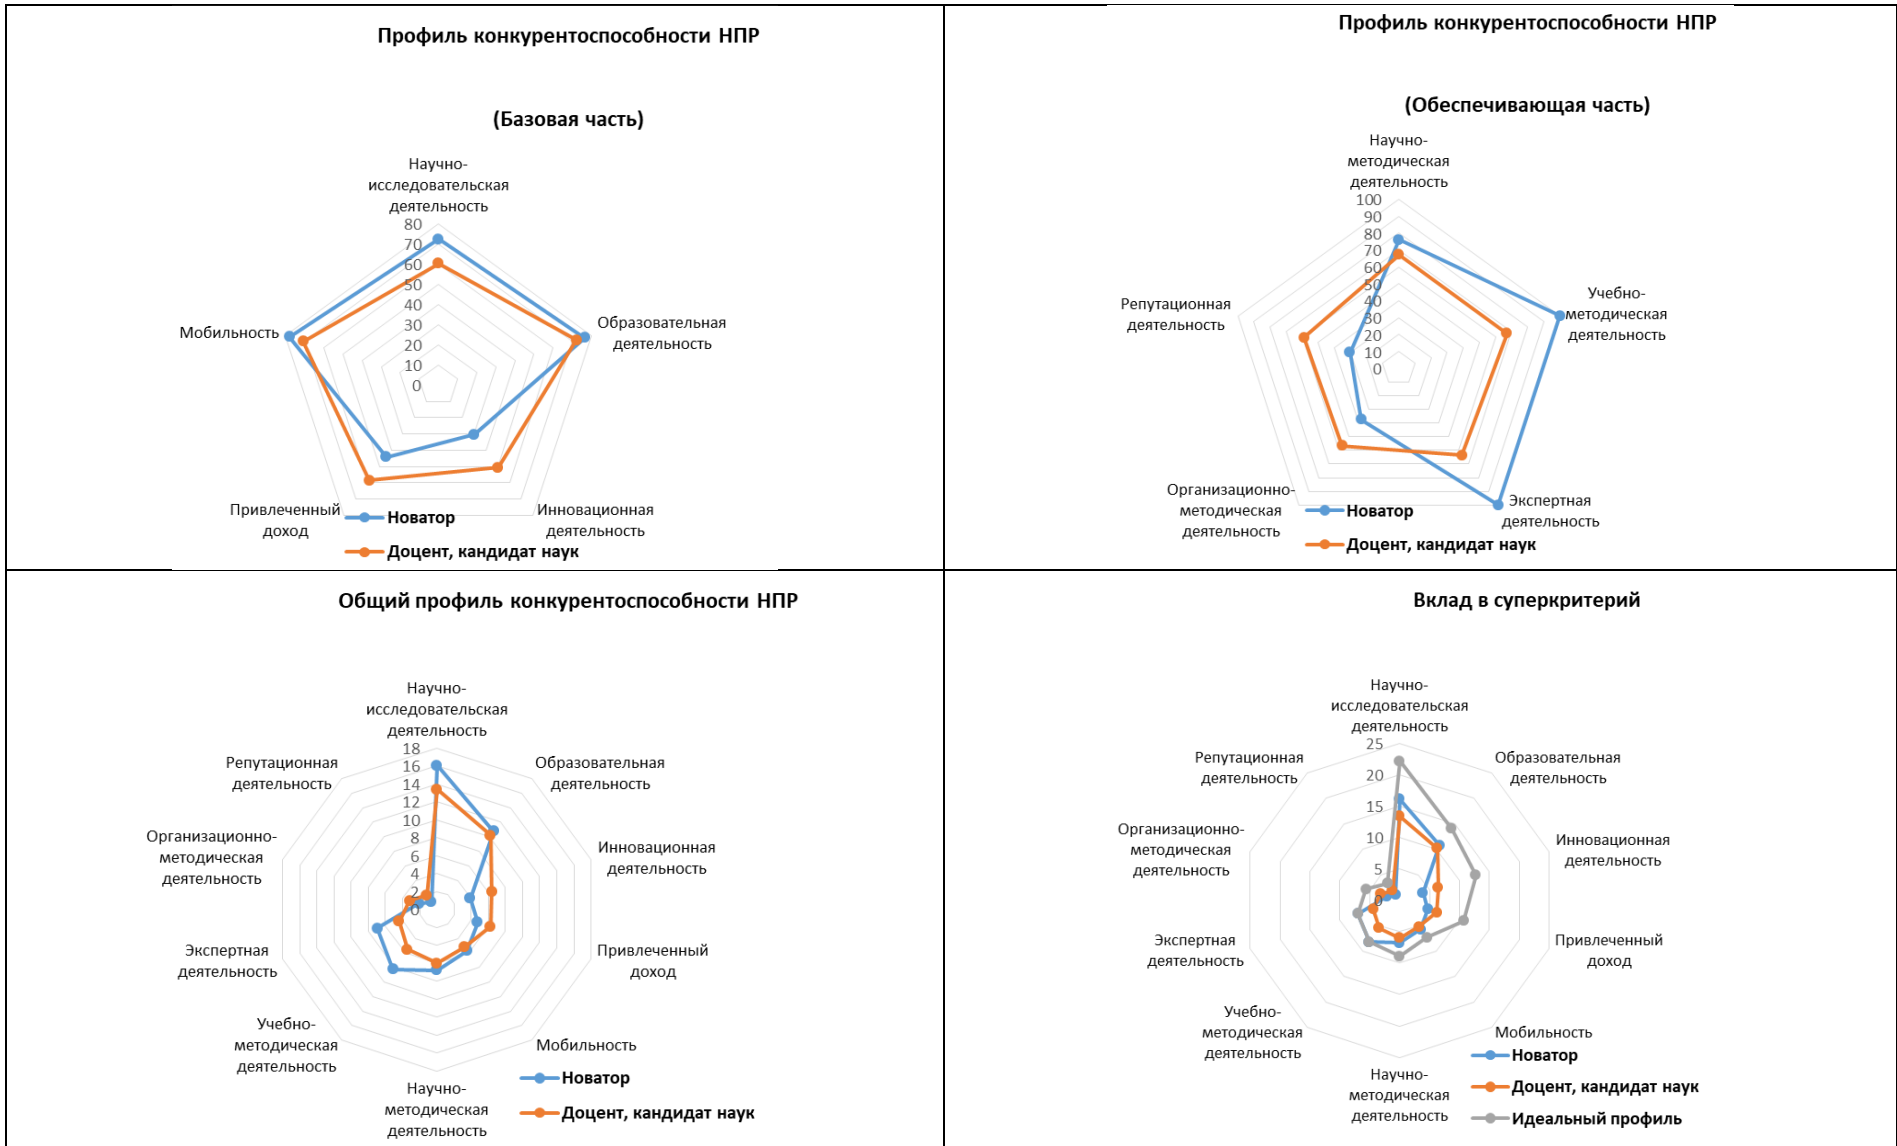 Профиль конкурентоспособности НПР
(Базовая часть)
Научно-
исследовательская
деятельность
80
70
60
50
40
30
20
10
0
Образовательная
деятельность
Мобильность
Привлеченный
доход
Инновационная
деятельность
Новатор
Доцент, кандидат наук
Профиль конкурентоспособности НПР
(Обеспечивающая часть)
Научно-
методическая
деятельность
100
90
80
70
60
50
40
30
20
10
0
Учебно-
методическая
деятельность
Репутационная
деятельность
Организационно-
методическая
деятельность
Экспертная
деятельность
Новатор
Доцент, кандидат наук
Общий профиль конкурентоспособности НПР
Научно-
исследовательская
деятельность
18
16
14
12
10
8
6
4
2
0
Образовательная
деятельность
Инновационная
деятельность
Привлеченный
доход
Мобильность
Научно-
методическая
деятельность
Учебно-
методическая
деятельность
Экспертная
деятельность
Организационно-
методическая
деятельность
Репутационная
деятельность
Новатор
Доцент, кандидат наук
Вклад в суперкритерий
Научно-
исследовательская
деятельность
25
20
15
10
5
0
Образовательная
деятельность
Инновационная
деятельность
Привлеченный
доход
Мобильность
Научно-
методическая
деятельность
Учебно-
методическая
деятельность
Экспертная
деятельность
Организационно-
методическая
деятельность
Репутационная
деятельность
Новатор
Доцент, кандидат наук
Идеальный профиль